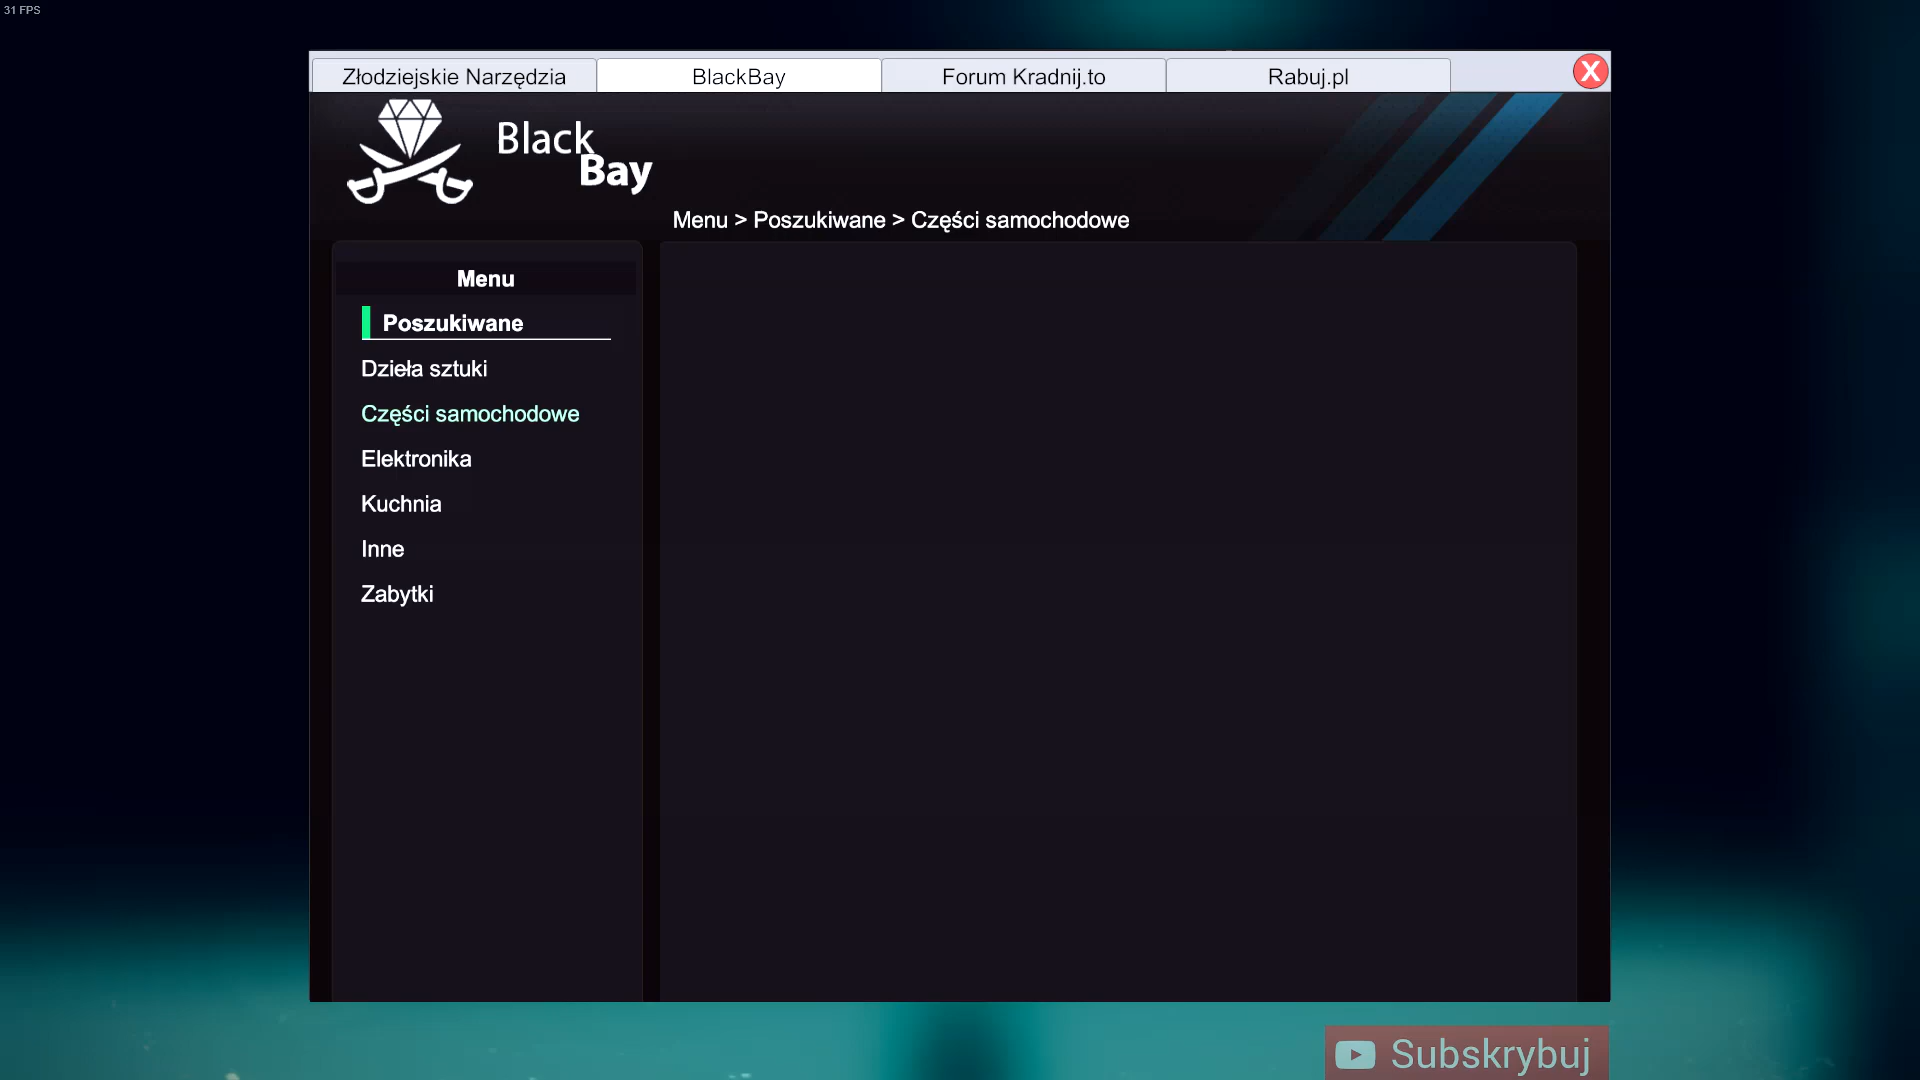 31 FPS
Złodziejskie Narzędzia
BlackBay
Forum Kradnij.to
Rabuj.pl
X
Black
Bay
Menu > Poszukiwane > Części samochodowe
Menu
Poszukiwane
Dzieła sztuki
Części samochodowe
Elektronika
Kuchnia
Inne
Zabytki
Subskrybuj